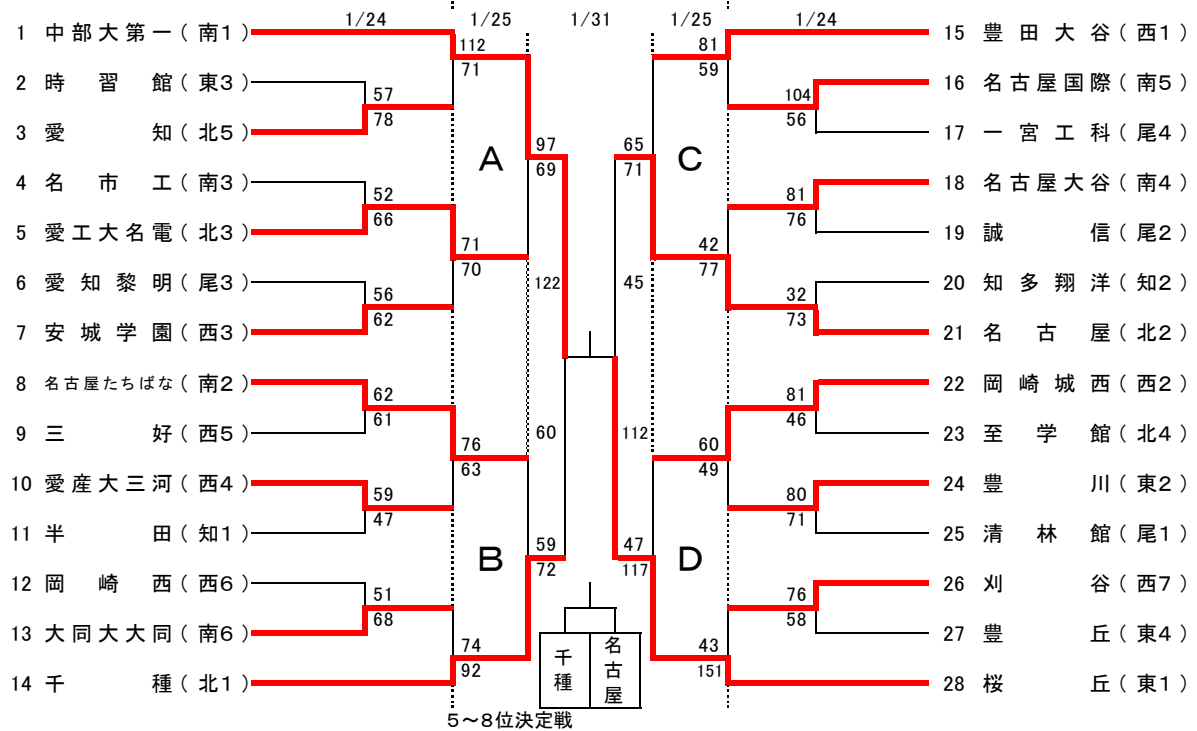 1/24 1/25 1/31 1/25 1/24
1 中部大第一(南1)
2 時習館(東3)
3 愛知(北5)
4 名市工(南3)
5 愛工大名電(北3)
6 愛知黎明(尾3)
7 安城学園(西3)
8 名古屋たちばな(南2)
9 三好(西5)
10 愛産大三河(西4)
11 半田(知1)
12 岡崎西(西6)
13 大同大大同(南6)
14 千種(北1)
57
78
52
66
56
62
62
61
59
47
51
68
112
71
71
70
76
63
74
92
A
B
97
69
59
72
122
60
45
112
65
71
47
117
C
D
81
59
42
77
60
49
43
151
104
56
81
76
32
73
81
46
80
71
76
58
15 豊田大谷(西1)
16 名古屋国際(南5)
17 一宮工科(尾4)
18 名古屋大谷(南4)
19 誠信(尾2)
20 知多翔洋(知2)
21 名古屋(北2)
22 岡崎城西(西2)
23 至学館(北4)
24 豊川(東2)
25 清林館(尾1)
26 刈谷(西7)
27 豊丘(東4)
28 桜丘(東1)
千種
名古屋
5~8位決定戦